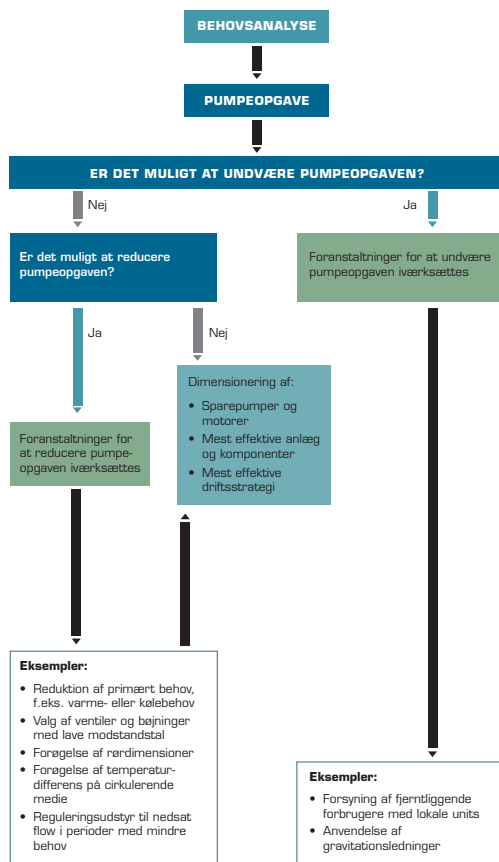 BEHOVSANALYSE
PUMPEOPGAVE
ER DET MULIGT AT UNDVÆRE PUMPEOPGAVEN?
Nej
Ja
Er det muligt at reducere
pumpeopgaven?
Foranstaltninger for at undvære
pumpeopgaven iværksættes
Ja
Nej
Dimensionering af:
• Sparepumper og
motorer
• Mest effektive anlæg
og komponenter
• Mest effektive
driftsstrategi
Foranstaltninger for
at reducere pumpe-
opgaven iværksættes
Eksempler:
• Reduktion af primært behov,
f.eks. varme- eller kølebehov
• Valg af ventiler og bøjninger
med lave modstandstal
• Forøgelse af rørdimensioner
• Forøgelse af temperatur-
differens på cirkulerende
medie
• Reguleringsudstyr til nedsat
flow i perioder med mindre
behov
Eksempler:
• Forsyning af fjerntliggende
forbrugere med lokale units
• Anvendelse af
gravitationsledninger